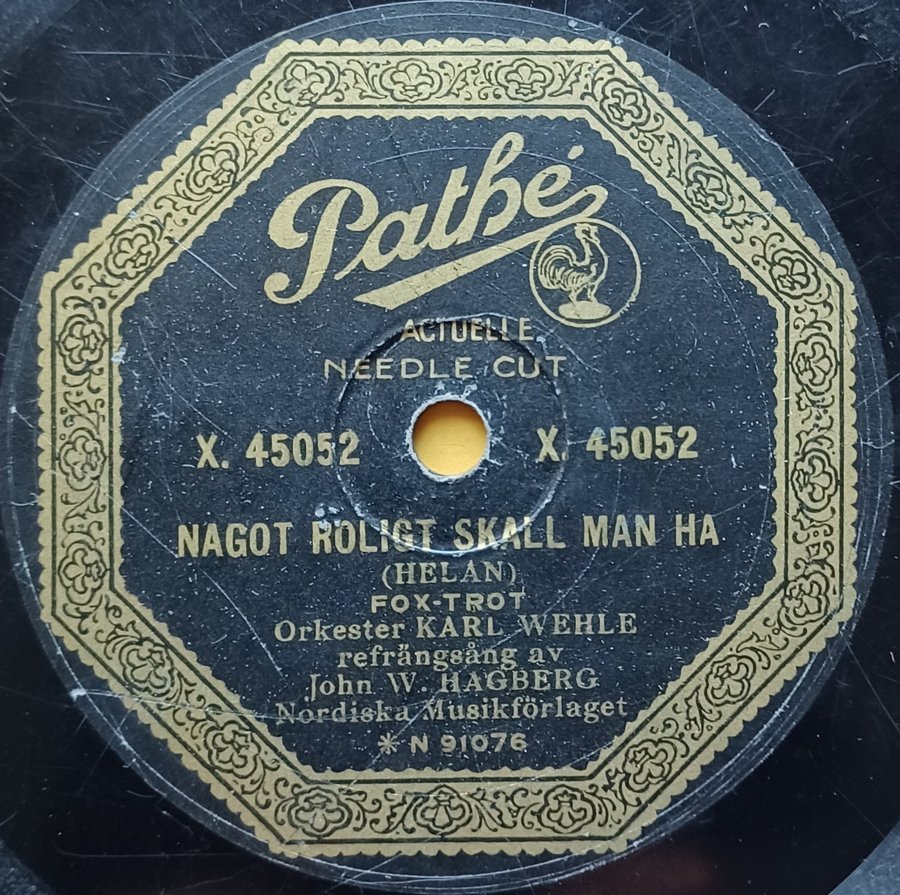 Pathé
ACTUELLE
NEEDLE CUT
X. 45052 X. 45052
NAGOT ROLIGT SKALL MAN HA
(HELAN)
FOX-TROT
Orkester KARL WEHLE
refrängsång av
John W. HAGBERG
Nordiska Musikförlaget
* N 91076